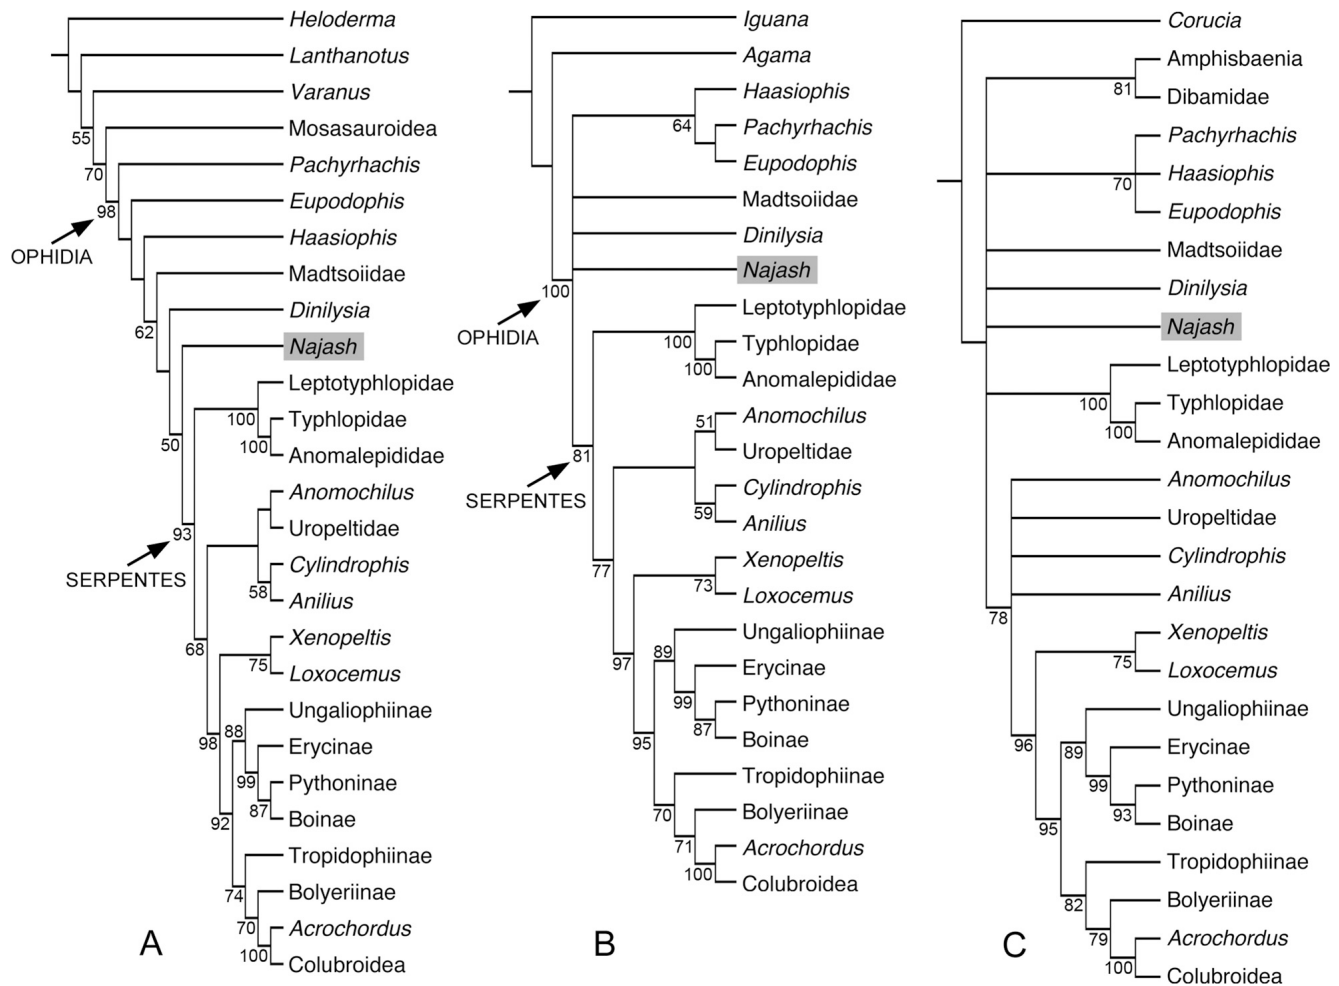 Heloderma
Lanthanotus
Varanus
55
Mosasauroidea
70
Pachyrhachis
98
Eupodophis
OPHIDIA
Haasiophis
Madtsoiidae
62
Dinilysia
Najash
50
Leptotyphlopidae
100
Typhlopidae
100
Anomalepididae
93
SERPENTES
Anomochilus
Uropeltidae
Cylindrophis
58
Anilius
68
Xenopeltis
75
Loxocemus
98
Ungaliophiinae
88
Erycinae
99
Pythoninae
87
Boinae
92
Tropidophiinae
74
Bolyeriinae
70
Acrochordus
100
Colubroidea
A
Iguana
Agama
Haasiophis
64
Pachyrhachis
Eupodophis
Madtsoiidae
Dinilysia
Najash
100
OPHIDIA
Leptotyphlopidae
100
Typhlopidae
100
Anomalepididae
81
SERPENTES
51
Anomochilus
Uropeltidae
Cylindrophis
59
Anilius
77
Xenopeltis
73
Loxocemus
97
Ungaliophiinae
89
Erycinae
99
Pythoninae
87
Boinae
95
Tropidophiinae
70
Bolyeriinae
71
Acrochordus
100
Colubroidea
B
Corucia
Amphisbaenia
81
Dibamidae
Pachyrhachis
Haasiophis
70
Eupodophis
Madtsoiidae
Dinilysia
Najash
Leptotyphlopidae
100
Typhlopidae
100
Anomalepididae
Anomochilus
Uropeltidae
Cylindrophis
Anilius
78
Xenopeltis
75
Loxocemus
96
Ungaliophiinae
89
Erycinae
99
Pythoninae
93
Boinae
95
Tropidophiinae
82
Bolyeriinae
79
Acrochordus
100
Colubroidea
C